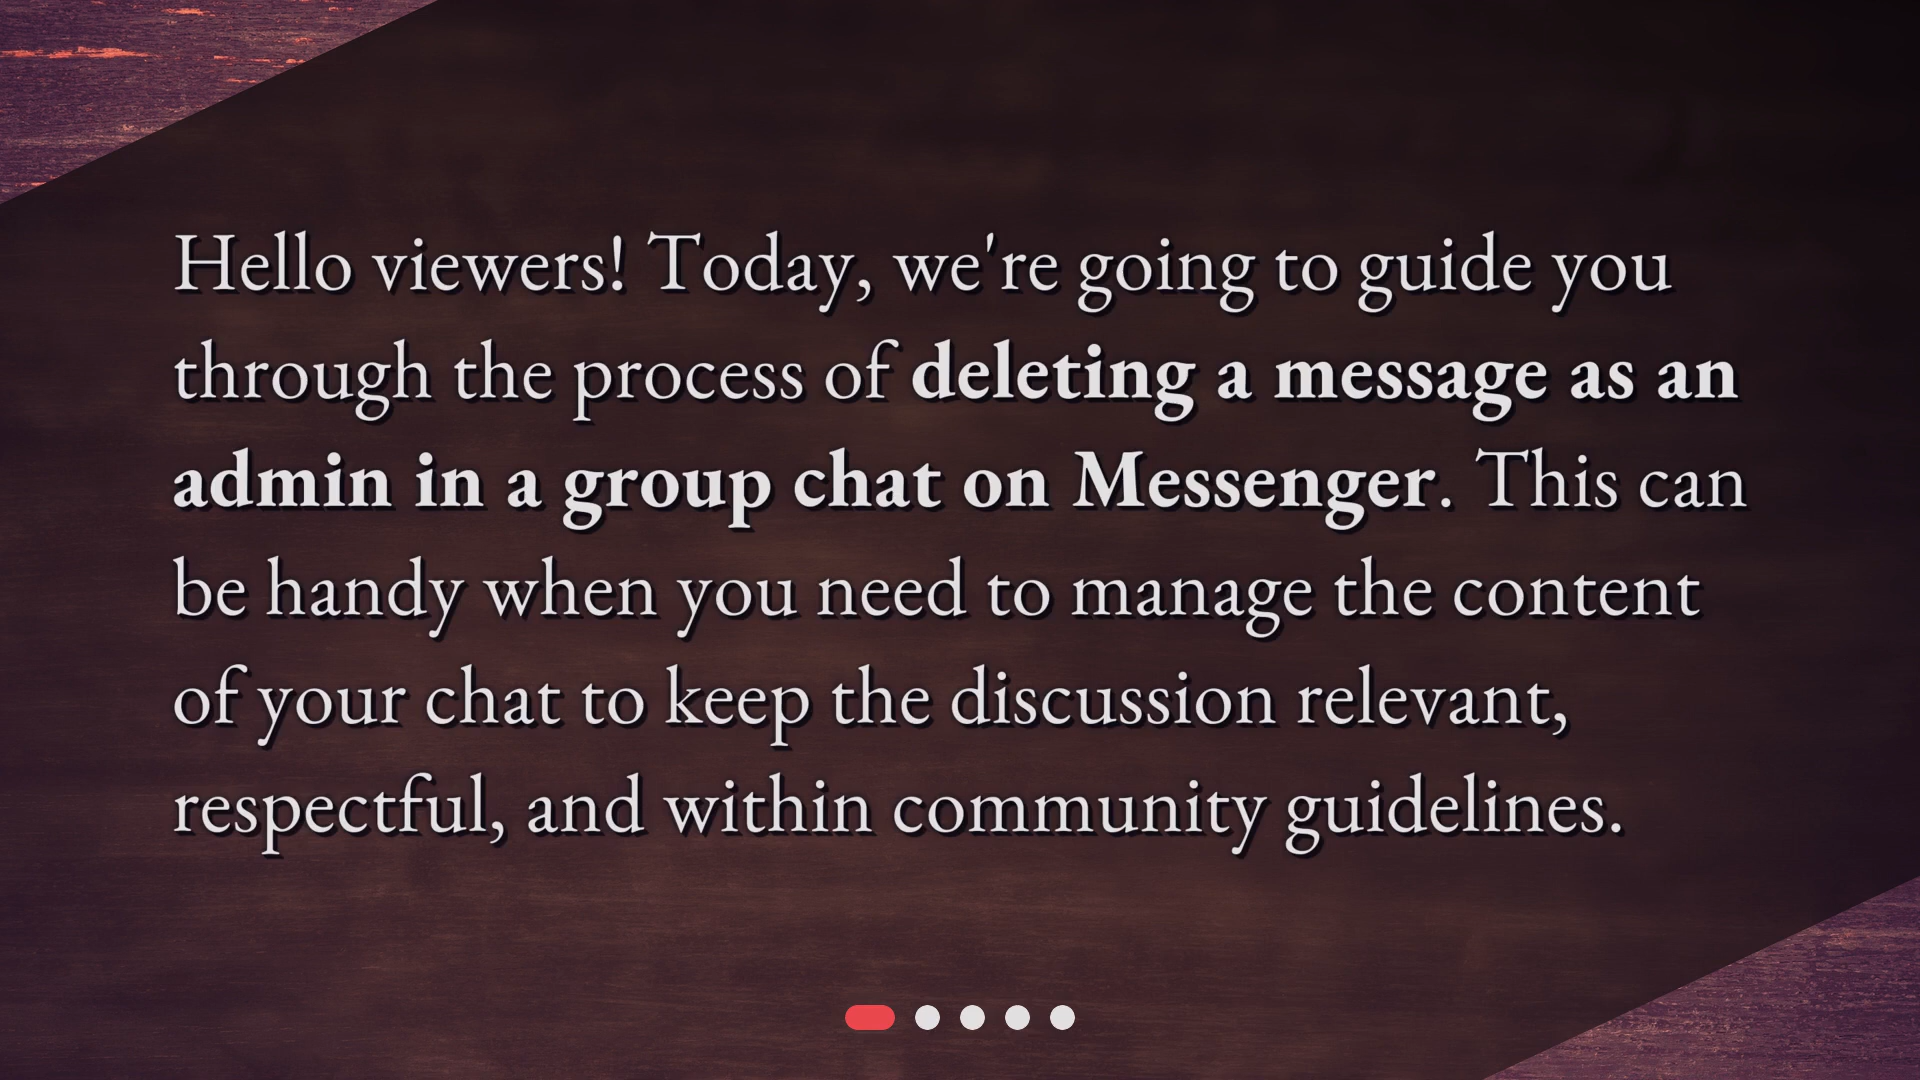 Hello viewers! Today, we're going to guide you
through the process of deleting a message as an
admin in a group chat on Messenger. This can
be handy when you need to manage the content
of your chat to keep the discussion relevant,
respectful, and within community guidelines.